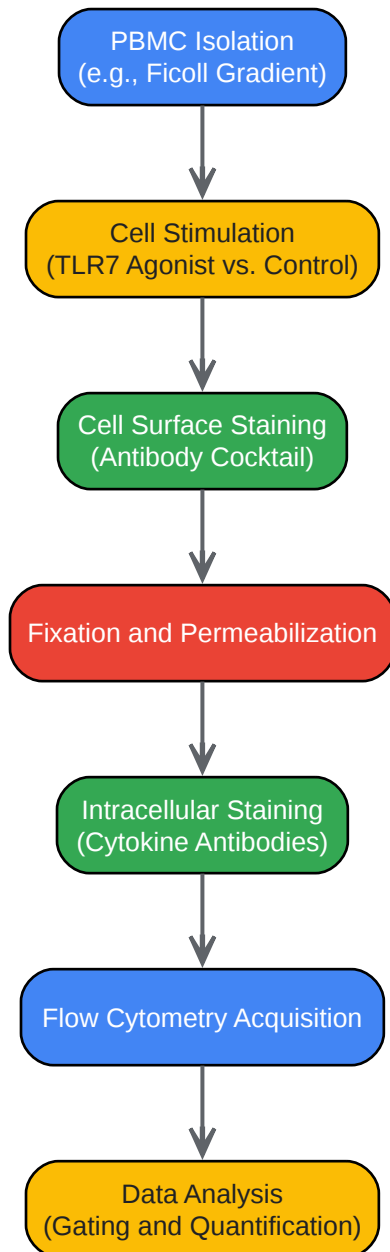 PBMC Isolation
(e.g., Ficoll Gradient)
Cell Stimulation
(TLR7 Agonist vs. Control)
Cell Surface Staining
(Antibody Cocktail)
Fixation and Permeabilization
Intracellular Staining
(Cytokine Antibodies)
Flow Cytometry Acquisition
Data Analysis
(Gating and Quantification)